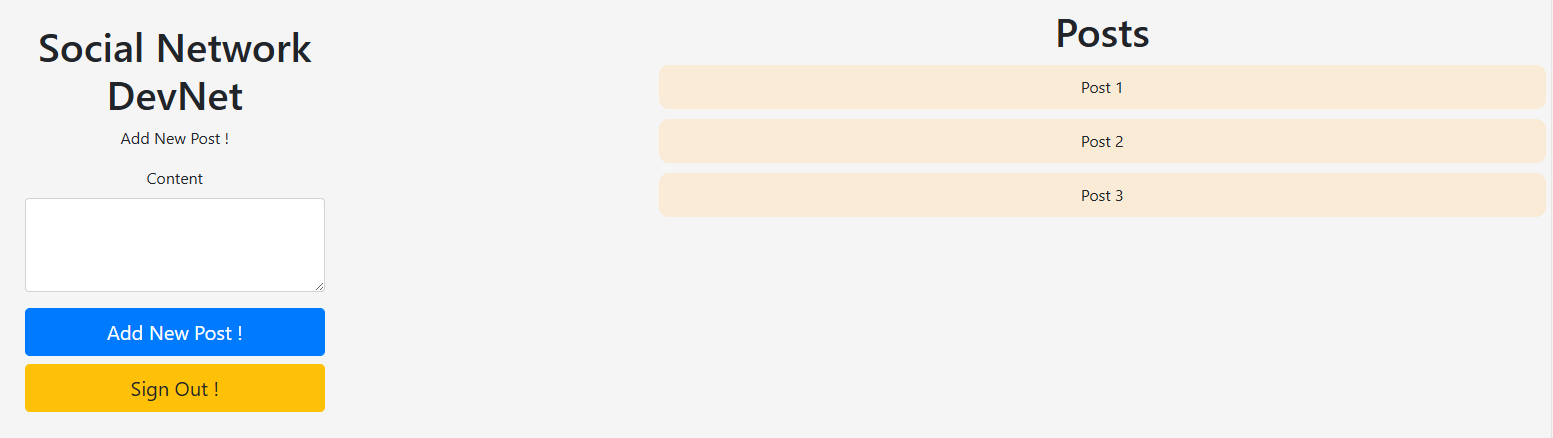 Social Network
DevNet
Add New Post !
Content
Add New Post !
Sign Out !
Posts
Post 1
Post 2
Post 3